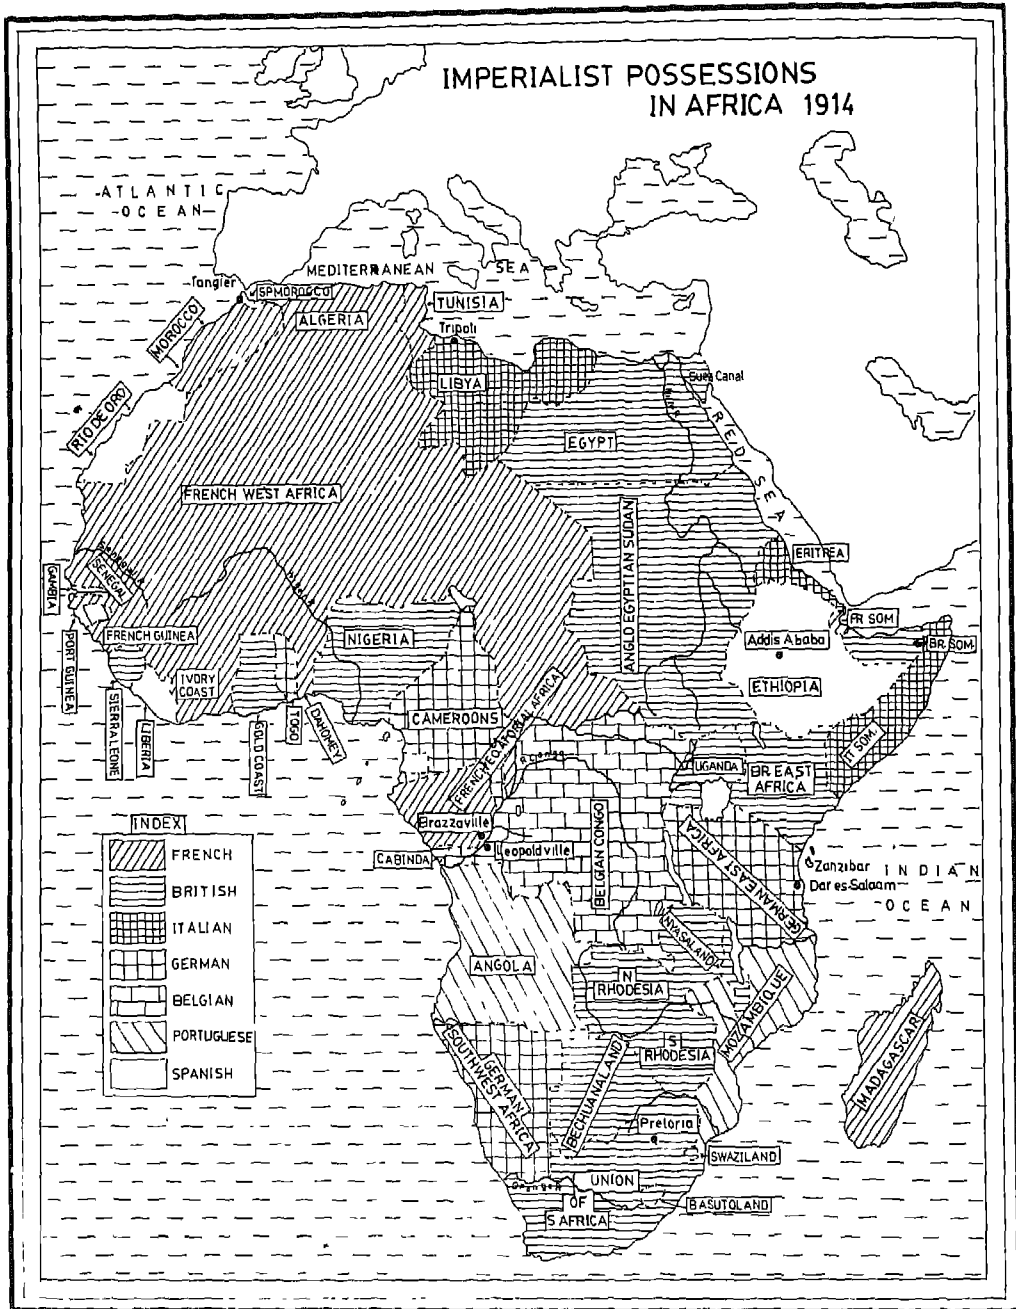 IMPERIALIST POSSESSIONS
IN AFRICA 1914
ATLANTIC
OCEAN
MEDITERRANEAN SEA
Tangier
SPMOROCCO
ALGERIA
TUNISIA
Tripoli
MOROCCO
LIBYA
Suez Canal
RIO DE ORO
EGYPT
RED SEA
FRENCH WEST AFRICA
ANGLO EGYPTIAN SUDAN
ERITREA
GAMBIA
SENEGAL
FR SOM
FRENCH GUINEA
NIGERIA
Addis Ababa
BR. SOM.
PORT GUINEA
IVORY
COAST
ETHIOPIA
SIERRALEONE
LIBERIA
GOLD COAST
TOGO
DAHOMEY
CAMEROONS
FRENCH EQUATORIAL AFRICA
IT SOM.
UGANDA
BR EAST
AFRICA
Brazzaville
Leopoldville
CABINDA
BELGIAN CONGO
GERMAN EAST AFRICA
Zanzibar
Dar es-Salaam
INDIAN
OCEAN
INDEX
FRENCH
BRITISH
ITALIAN
GERMAN
BELGIAN
PORTUGUESE
SPANISH
ANGOLA
NYASALAND
N
RHODESIA
MOZAMBIQUE
S
RHODESIA
MADAGASCAR
GERMAN
SOUTHWEST AFRICA
BECHUANALAND
Pretoria
SWAZILAND
UNION
OF
S AFRICA
BASUTOLAND